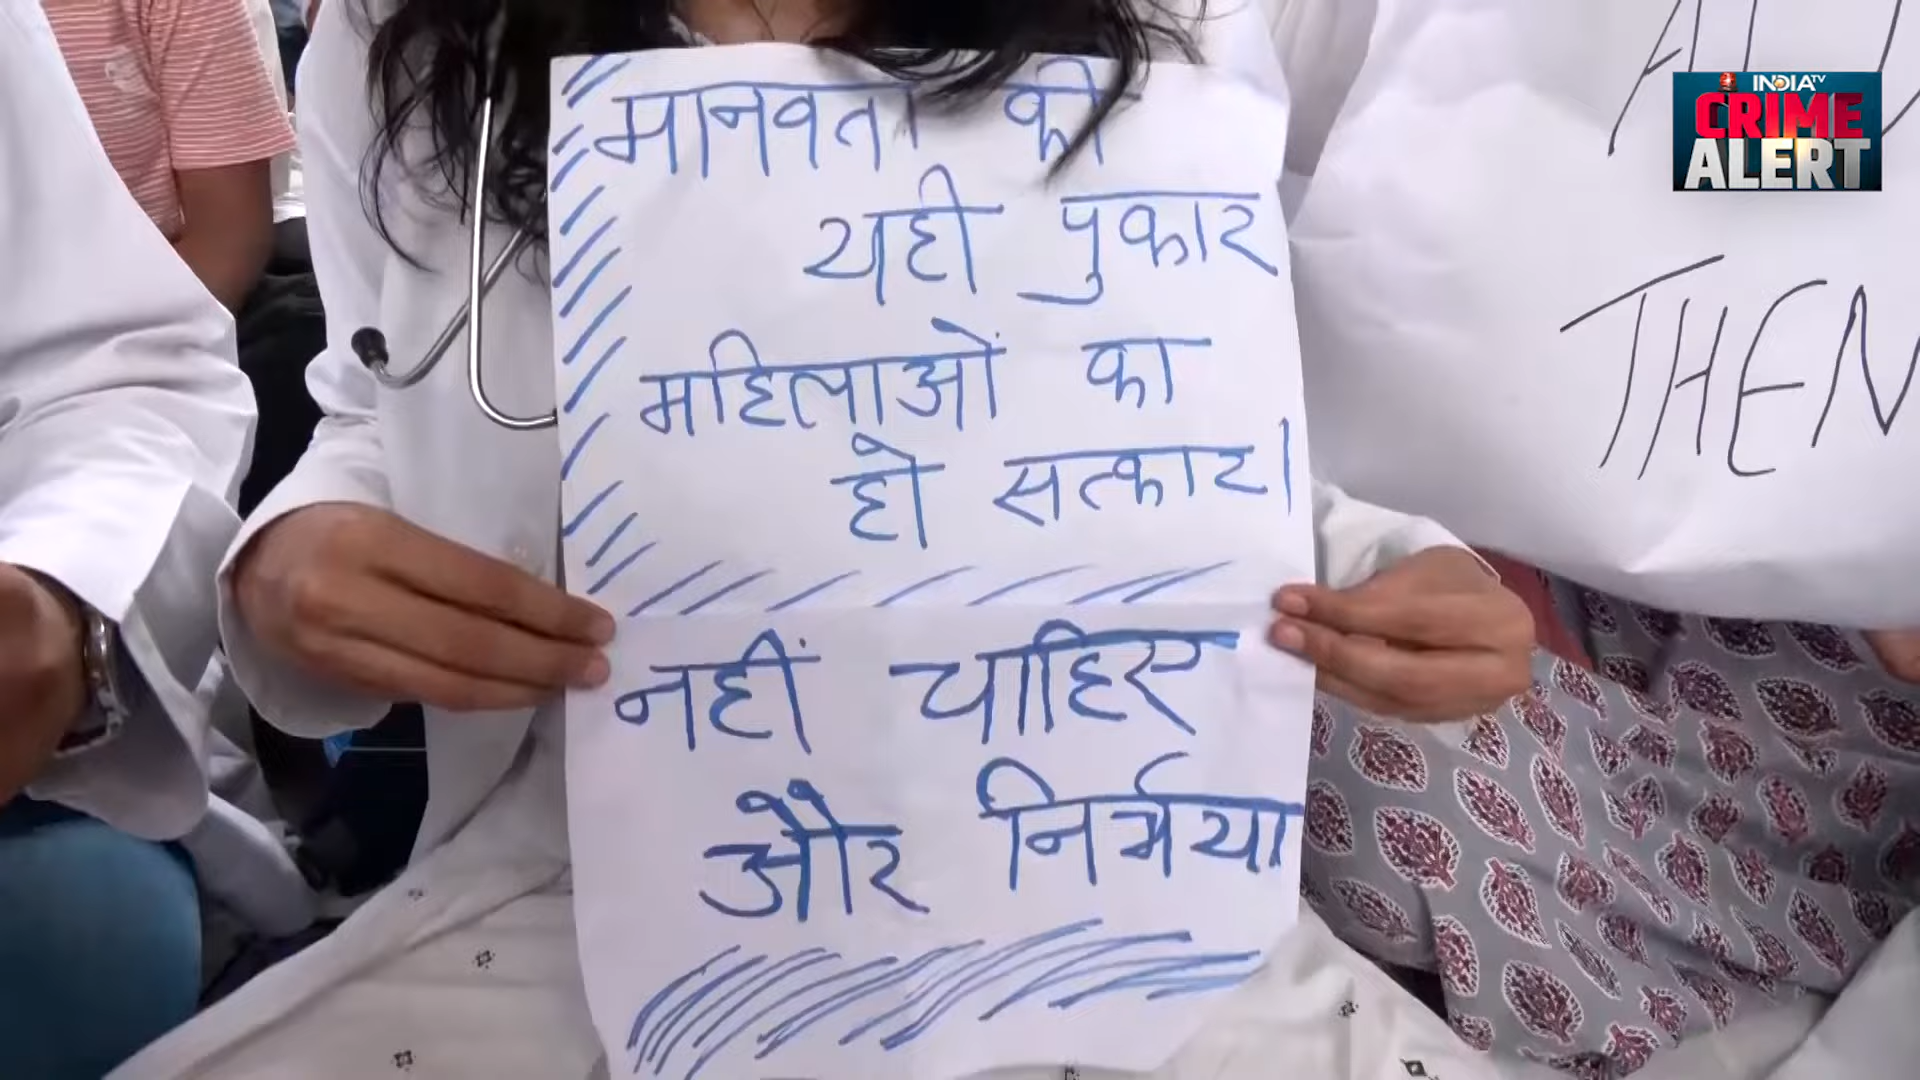 मानवता की
यही पुकार
महिलाओं का
हो सत्कार।
नहीं चाहिए
और निर्भया
THEN
INDIA TV
CRIME
ALERT